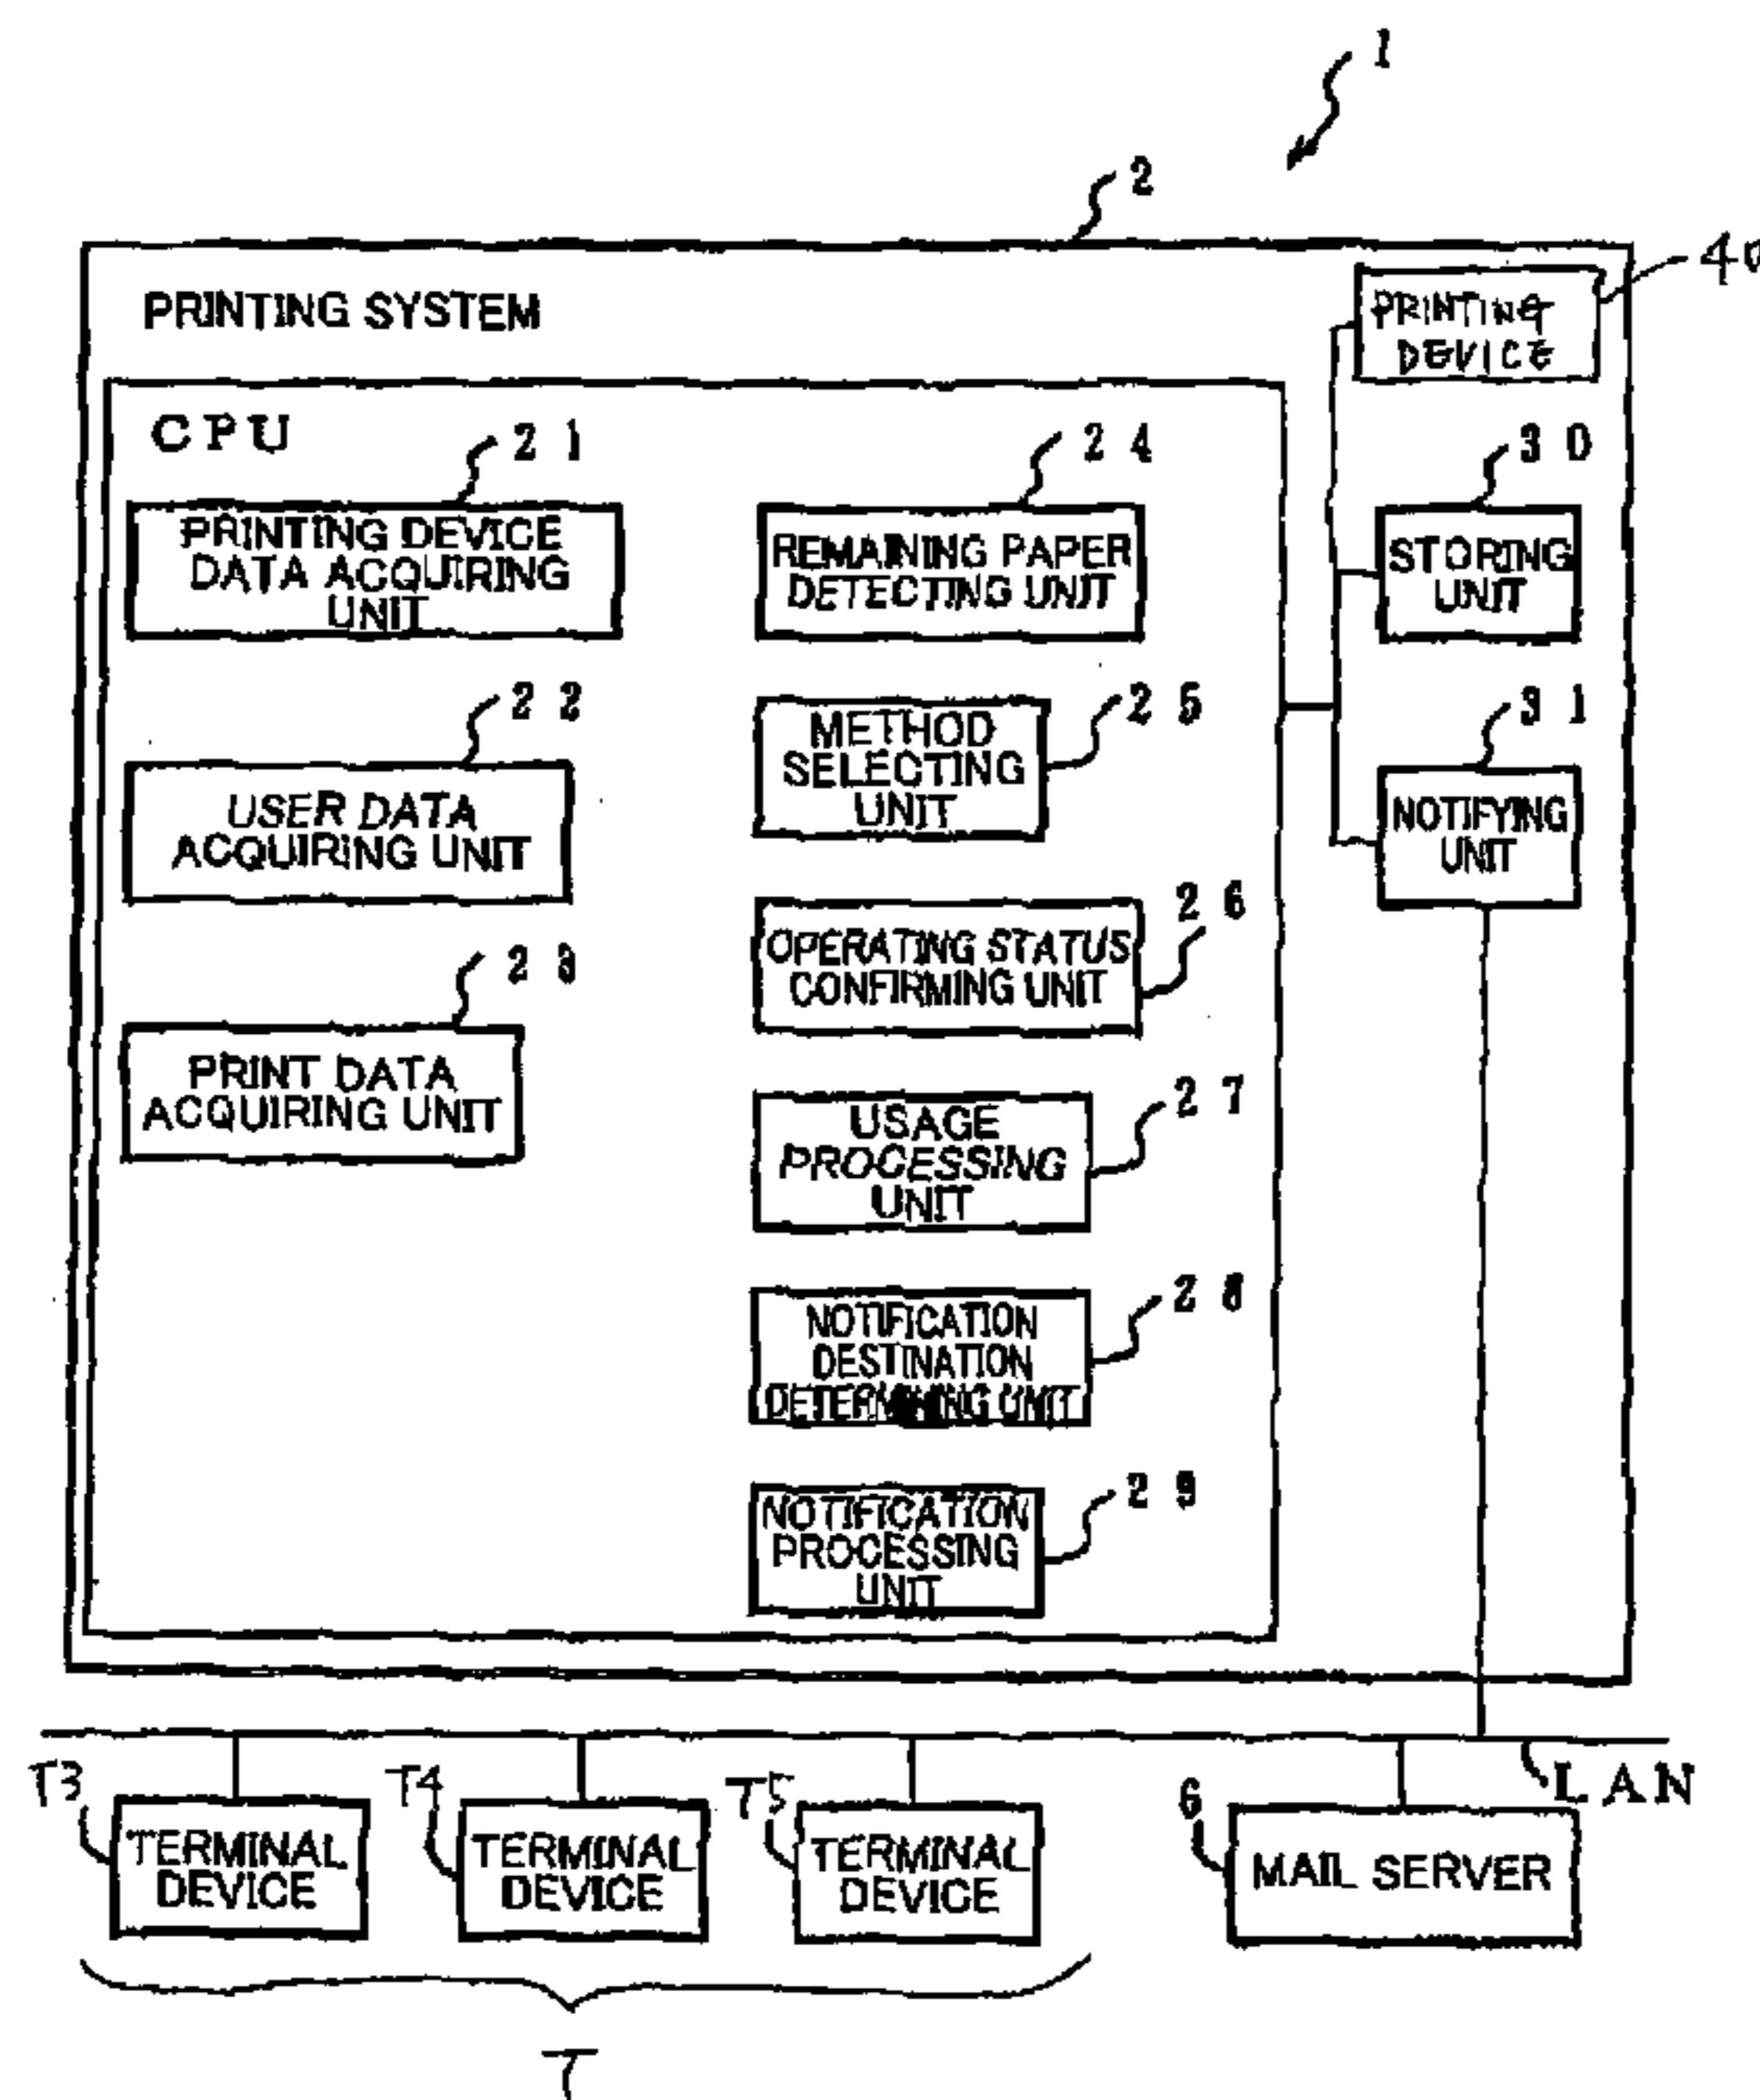 1
2
PRINTING SYSTEM
PRINTING
DEVICE
CPU
21
PRINTING DEVICE
DATA ACQUIRING
UNIT
24
REMAINING PAPER
DETECTING UNIT
30
STORING
UNIT
22
USER DATA
ACQUIRING UNIT
METHOD
SELECTING
UNIT
25
31
NOTIFYING
UNIT
23
PRINT DATA
ACQUIRING UNIT
OPERATING STATUS
CONFIRMING UNIT
26
USAGE
PROCESSING
UNIT
27
NOTIFICATION
DESTINATION
DETERMINING UNIT
28
NOTIFICATION
PROCESSING
UNIT
29
LAN
T3
TERMINAL
DEVICE
T4
TERMINAL
DEVICE
T5
TERMINAL
DEVICE
6
MAIL SERVER
T